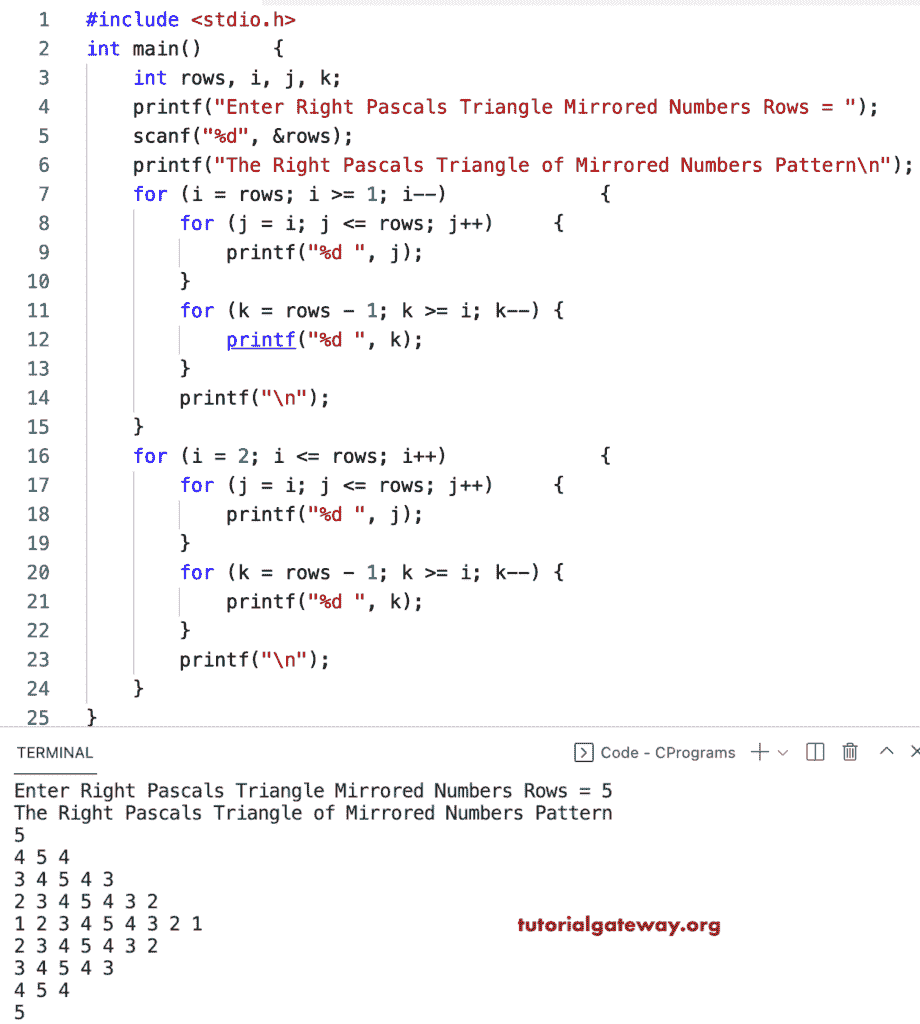 1 #include <stdio.h>
2 int main()      {
3     int rows, i, j, k;
4     printf("Enter Right Pascals Triangle Mirrored Numbers Rows = ");
5     scanf("%d", &rows);
6     printf("The Right Pascals Triangle of Mirrored Numbers Pattern\n");
7     for (i = rows; i >= 1; i--)             {
8         for (j = i; j <= rows; j++)     {
9             printf("%d ", j);
10         }
11         for (k = rows - 1; k >= i; k--) {
12             printf("%d ", k);
13         }
14         printf("\n");
15     }
16     for (i = 2; i <= rows; i++)             {
17         for (j = i; j <= rows; j++)     {
18             printf("%d ", j);
19         }
20         for (k = rows - 1; k >= i; k--) {
21             printf("%d ", k);
22         }
23         printf("\n");
24     }
25 }
TERMINAL Code - CPrograms
Enter Right Pascals Triangle Mirrored Numbers Rows = 5
The Right Pascals Triangle of Mirrored Numbers Pattern
5
4 5 4
3 4 5 4 3
2 3 4 5 4 3 2
1 2 3 4 5 4 3 2 1 tutorialgateway.org
2 3 4 5 4 3 2
3 4 5 4 3
4 5 4
5